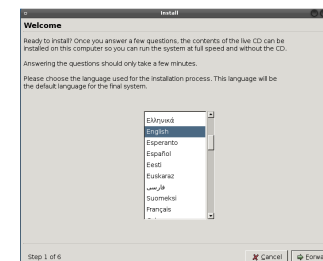 Install
Welcome
Ready to install? Once you answer a few questions, the contents of the live CD can be
installed on this computer so you can run the system at full speed and without the CD.
Answering the questions should only take a few minutes.
Please choose the language used for the installation process. This language will be
the default language for the final system.
Ελληνικά
English
Esperanto
Español
Eesti
Euskaraz
فارسی
Suomeksi
Français
Step 1 of 6
Cancel
Forwa